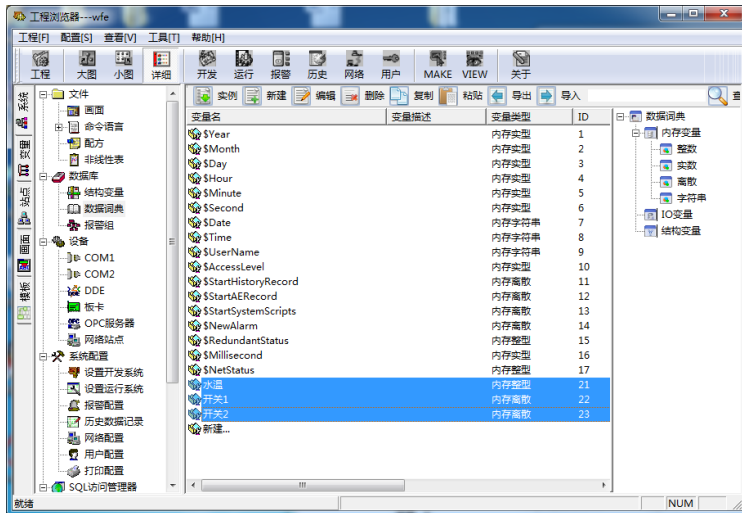 工程浏览器---wfe
工程[F] 配置[S] 查看[V] 工具[T] 帮助[H]
工程 大图 小图 详细 开发 运行 报警 历史 网络 用户 MAKE VIEW 关于
系统
变量
站点
画面
模板
文件
画面
命令语言
配方
非线性表
数据库
结构变量
数据词典
报警组
设备
COM1
COM2
DDE
板卡
OPC服务器
网络站点
系统配置
设置开发系统
设置运行系统
报警配置
历史数据记录
网络配置
用户配置
打印配置
SQL访问管理器
实例 新建 编辑 删除 复制 粘贴 导出 导入
变量名 变量描述 变量类型 ID
$Year 内存实型 1
$Month 内存实型 2
$Day 内存实型 3
$Hour 内存实型 4
$Minute 内存实型 5
$Second 内存实型 6
$Date 内存字符串 7
$Time 内存字符串 8
$UserName 内存字符串 9
$AccessLevel 内存实型 10
$StartHistoryRecord 内存离散 11
$StartAERecord 内存离散 12
$StartSystemScripts 内存离散 13
$NewAlarm 内存离散 14
$RedundantStatus 内存整型 15
$Millisecond 内存实型 16
$NetStatus 内存整型 17
水温 内存整型 21
开关1 内存离散 22
开关2 内存离散 23
新建...
数据词典
内存变量
整数
实数
离散
字符串
IO变量
结构变量
就绪 NUM